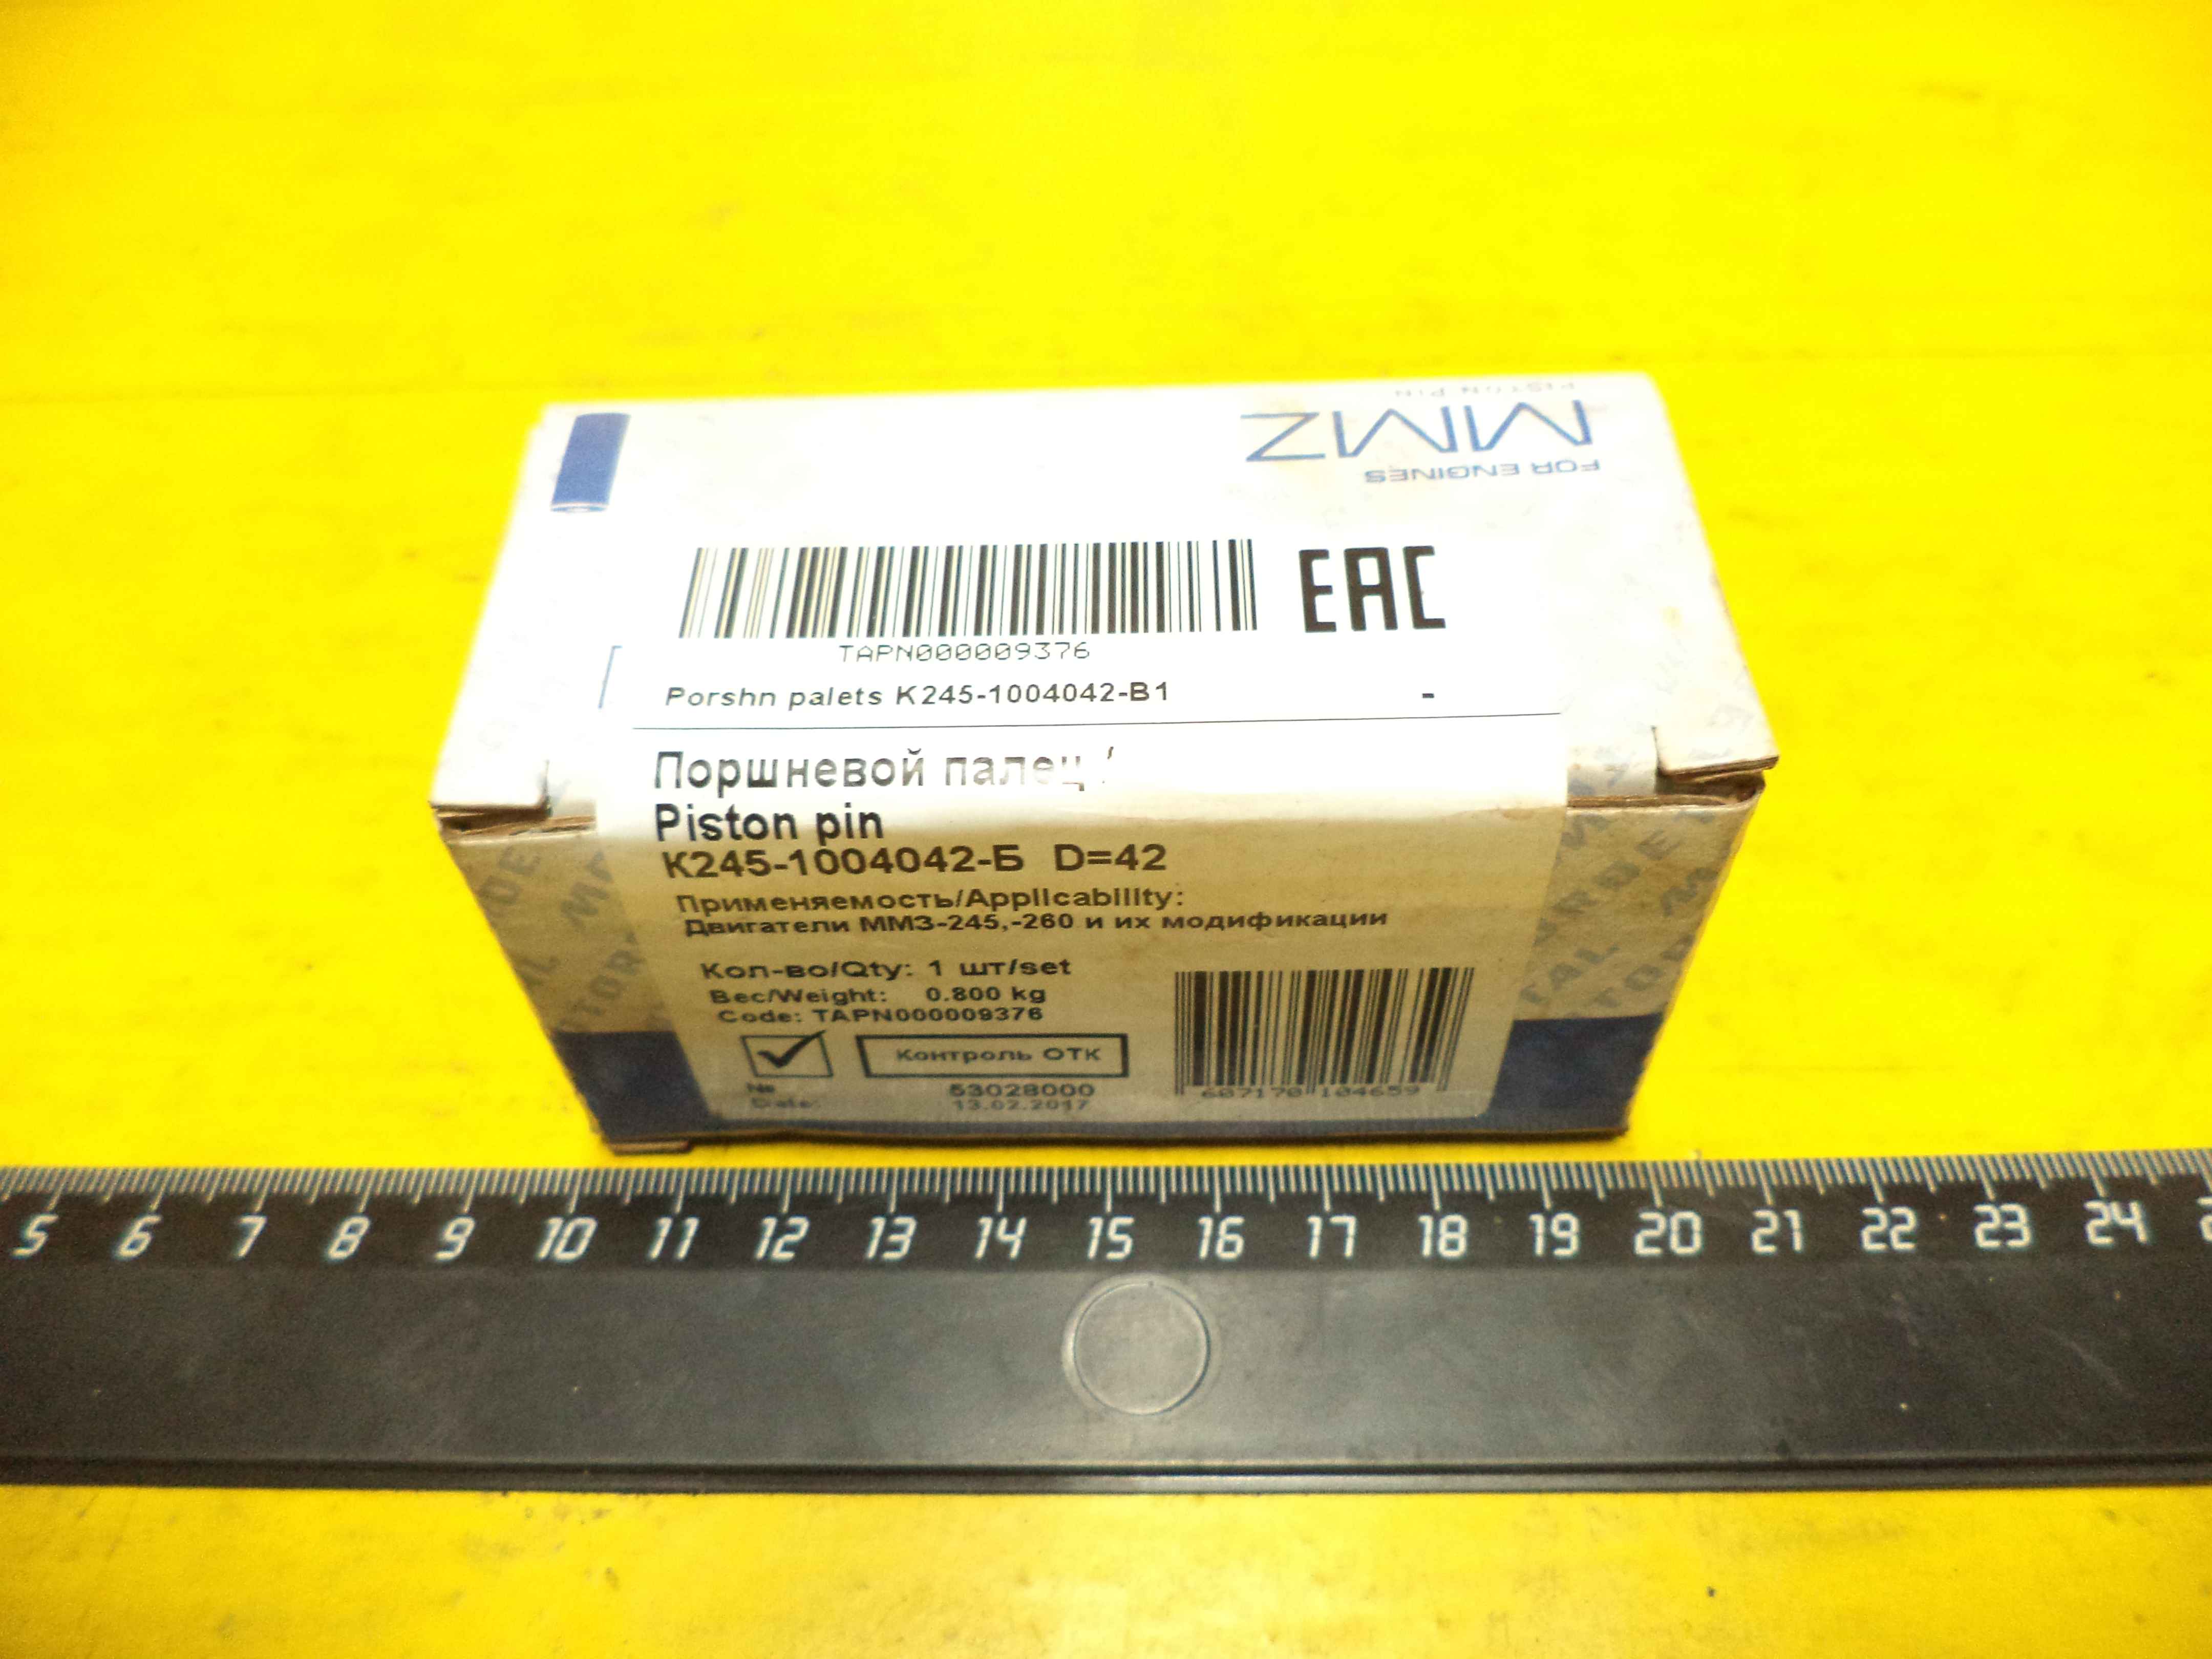 PISTON PIN
MMZ
FOR ENGINES
EAC
TAPN000009376
Porshn palets K245-1004042-B1 -
Поршневой палец
Piston pin
К245-1004042-Б D=42
Применяемость/Applicability:
Двигатели ММЗ-245,-260 и их модификации
Кол-во/Qty: 1 шт/set
Вес/Weight: 0.800 kg
Code: TAPN000009376
Контроль ОТК
№ 53028000
Date: 13.02.2017
607170 104659
5 6 7 8 9 10 11 12 13 14 15 16 17 18 19 20 21 22 23 24